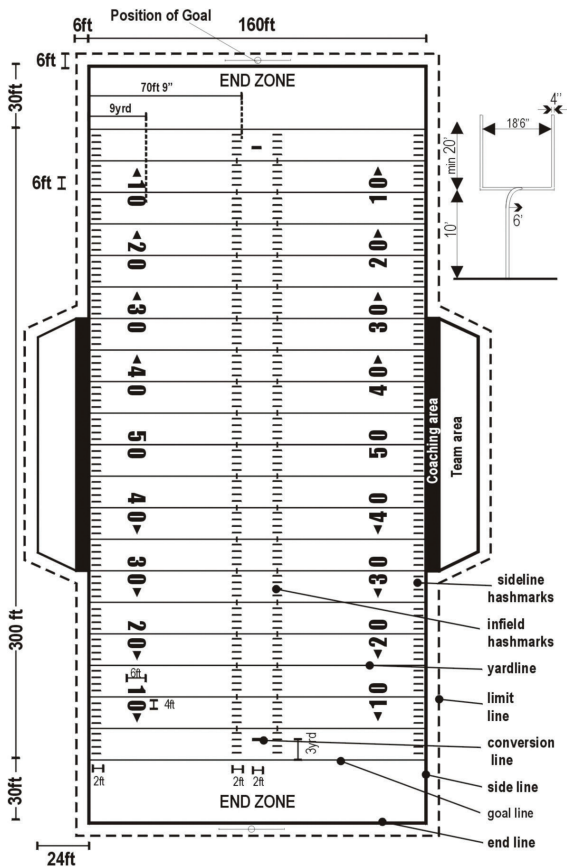 Position of Goal
6ft
160ft
6ft
END ZONE
30ft
70ft 9"
9yrd
6ft
4"
18'6"
min 20'
10'
6'
10
10
20
20
30
30
40
40
50
50
40
40
30
30
20
20
10
10
Coaching area
Team area
300 ft
6ft
4ft
3yrd
2ft
2ft
2ft
30ft
END ZONE
24ft
sideline
hashmarks
infield
hashmarks
yardline
limit
line
conversion
line
side line
goal line
end line